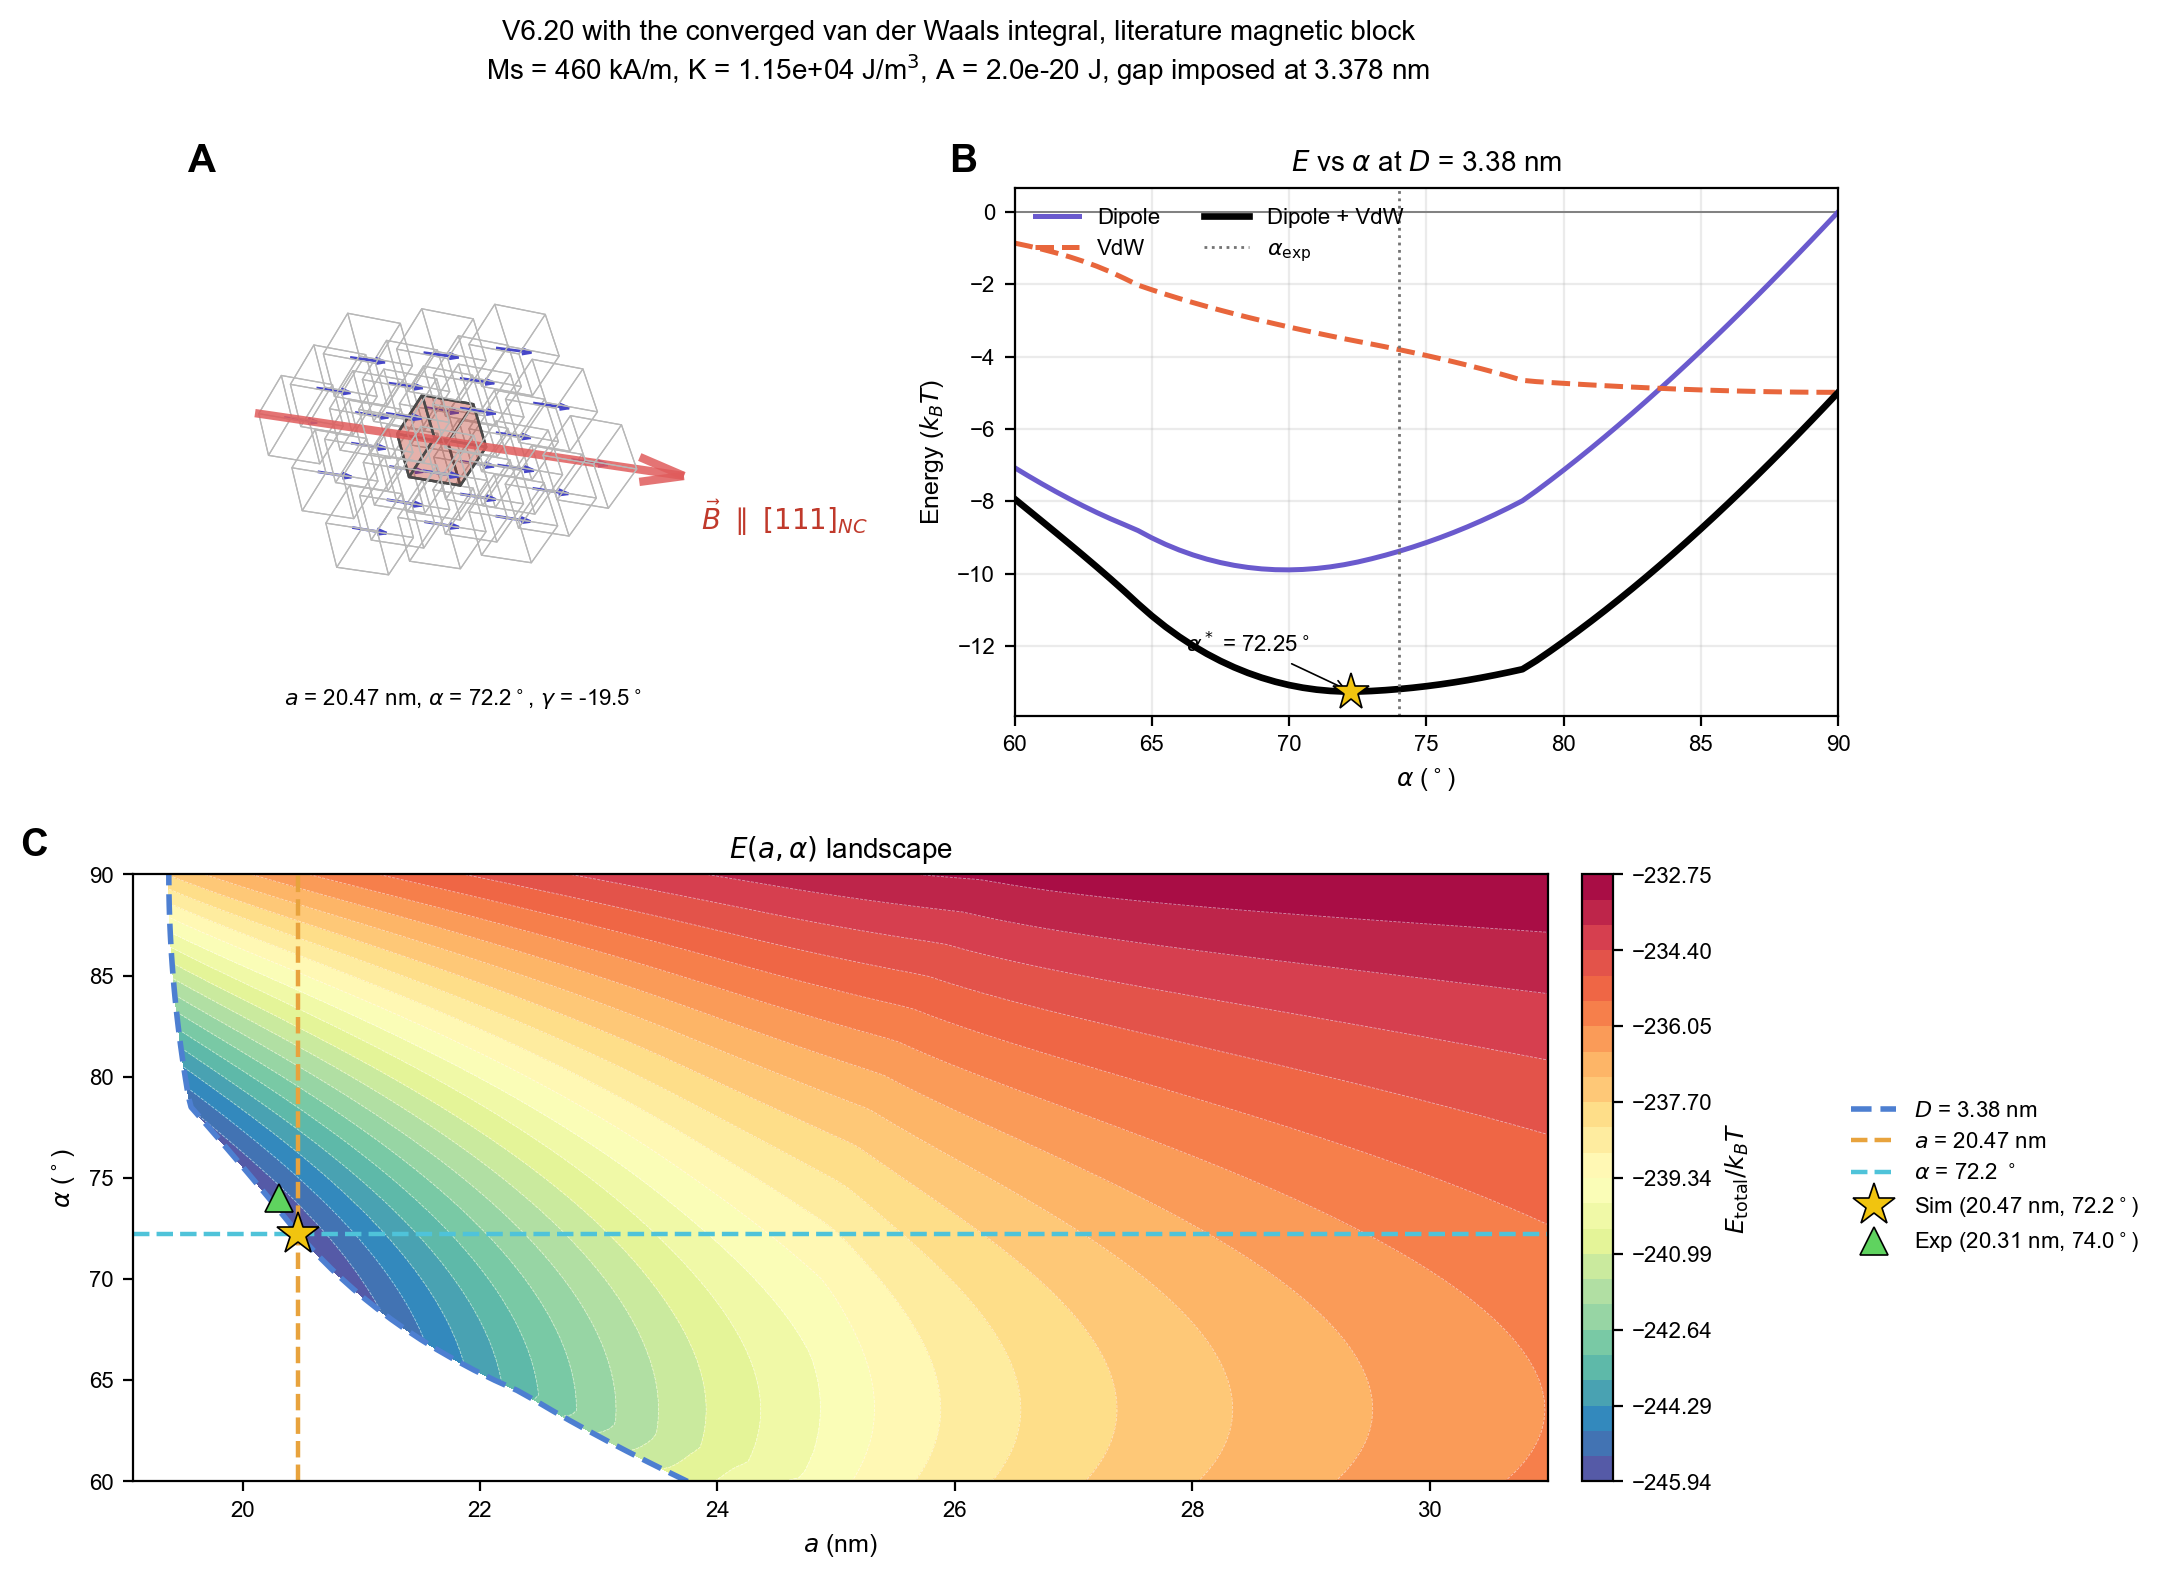 V6.20 with the converged van der Waals integral, literature magnetic block
Ms = 460 kA/m, K = 1.15e+04 J/m³, A = 2.0e-20 J, gap imposed at 3.378 nm
A
B⃗ ∥ [111]NC
a = 20.47 nm, α = 72.2°, γ = -19.5°
B
E vs α at D = 3.38 nm
Dipole
VdW
Dipole + VdW
αexp
α* = 72.25°
Energy (kBT)
0
−2
−4
−6
−8
−10
−12
60
65
70
75
80
85
90
α (°)
C
E(a, α) landscape
α (°)
90
85
80
75
70
65
60
20
22
24
26
28
30
a (nm)
−232.75
−234.40
−236.05
−237.70
−239.34
−240.99
−242.64
−244.29
−245.94
Etotal/kBT
D = 3.38 nm
a = 20.47 nm
α = 72.2 °
Sim (20.47 nm, 72.2°)
Exp (20.31 nm, 74.0°)